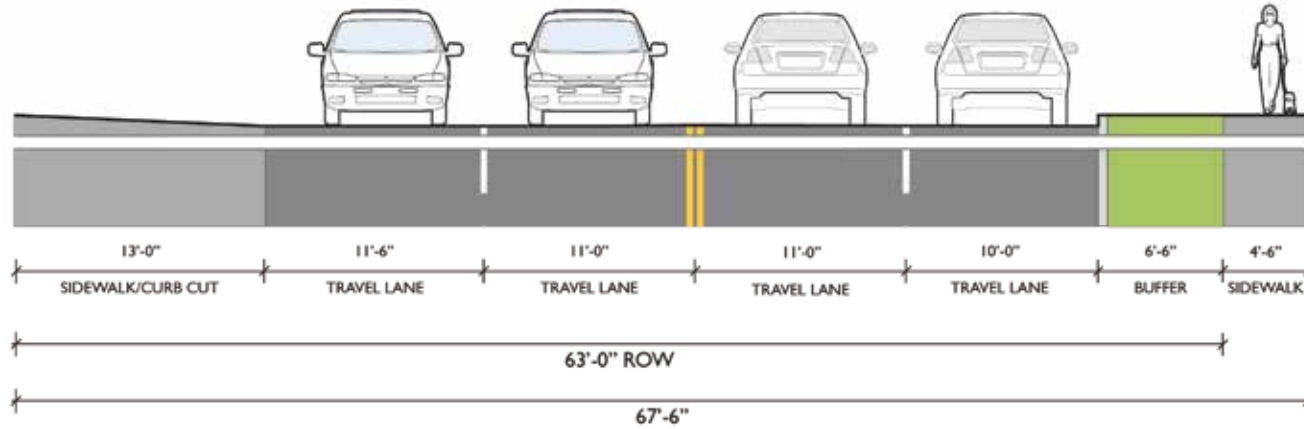 13'-0" 11'-6" 11'-0" 11'-0" 10'-0" 6'-6" 4'-6"
SIDEWALK/CURB CUT TRAVEL LANE TRAVEL LANE TRAVEL LANE TRAVEL LANE BUFFER SIDEWALK
63'-0" ROW
67'-6"